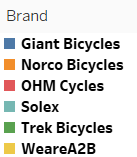 Brand
Giant Bicycles
Norco Bicycles
OHM Cycles
Solex
Trek Bicycles
WeareA2B